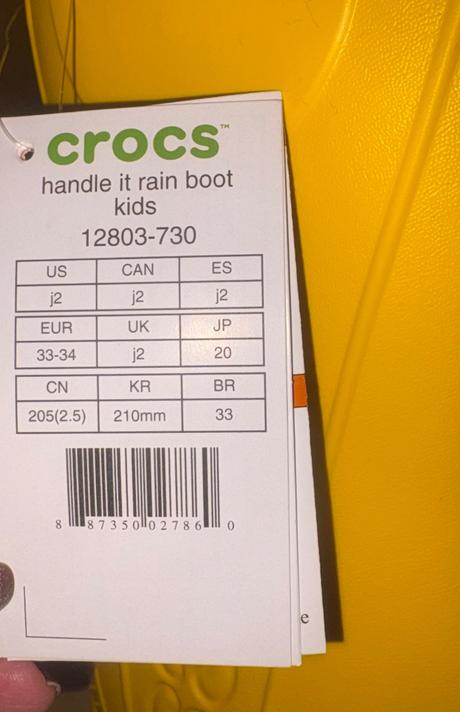 crocs™
handle it rain boot
kids
12803-730
US CAN ES
j2 j2 j2
EUR UK JP
33-34 j2 20
CN KR BR
205(2.5) 210mm 33
8 87350 02786 0
e